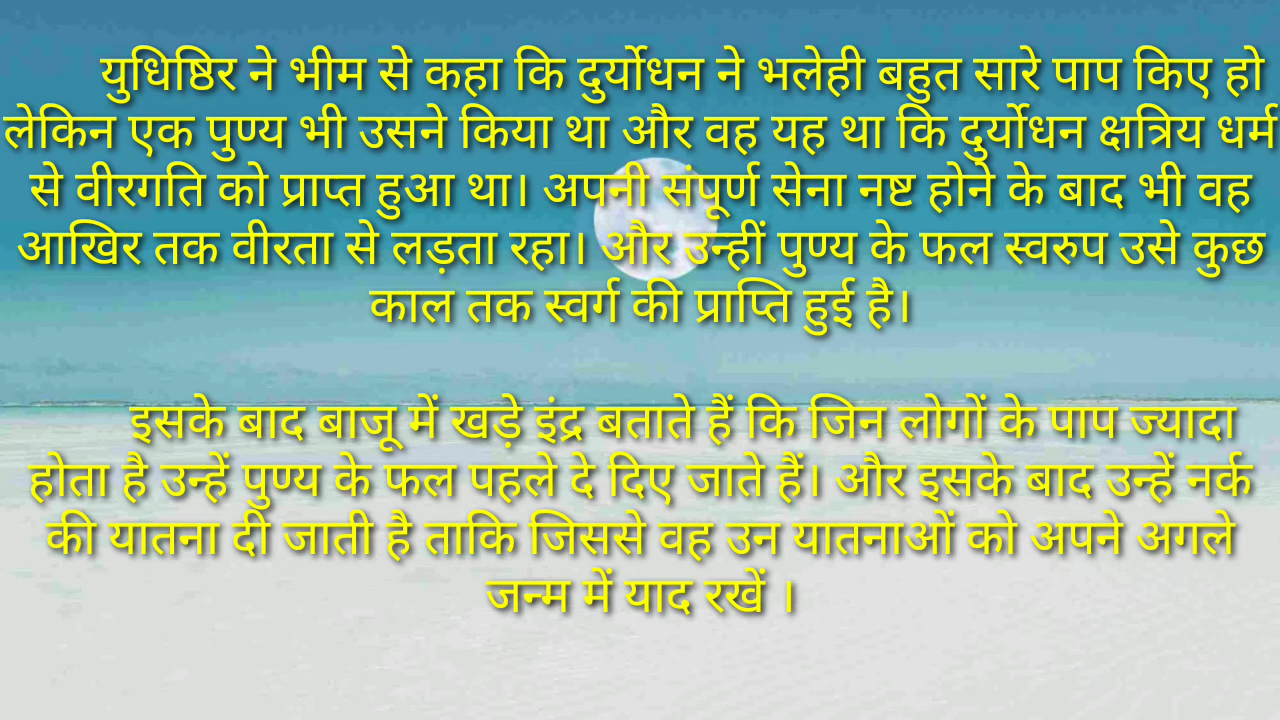 युधिष्ठिर ने भीम से कहा कि दुर्योधन ने भलेही बहुत सारे पाप किए हो
लेकिन एक पुण्य भी उसने किया था और वह यह था कि दुर्योधन क्षत्रिय धर्म
से वीरगति को प्राप्त हुआ था। अपनी संपूर्ण सेना नष्ट होने के बाद भी वह
आखिर तक वीरता से लड़ता रहा। और उन्हीं पुण्य के फल स्वरुप उसे कुछ
काल तक स्वर्ग की प्राप्ति हुई है।
इसके बाद बाजू में खड़े इंद्र बताते हैं कि जिन लोगों के पाप ज्यादा
होता है उन्हें पुण्य के फल पहले दे दिए जाते हैं। और इसके बाद उन्हें नर्क
की यातना दी जाती है ताकि जिससे वह उन यातनाओं को अपने अगले
जन्म में याद रखें ।